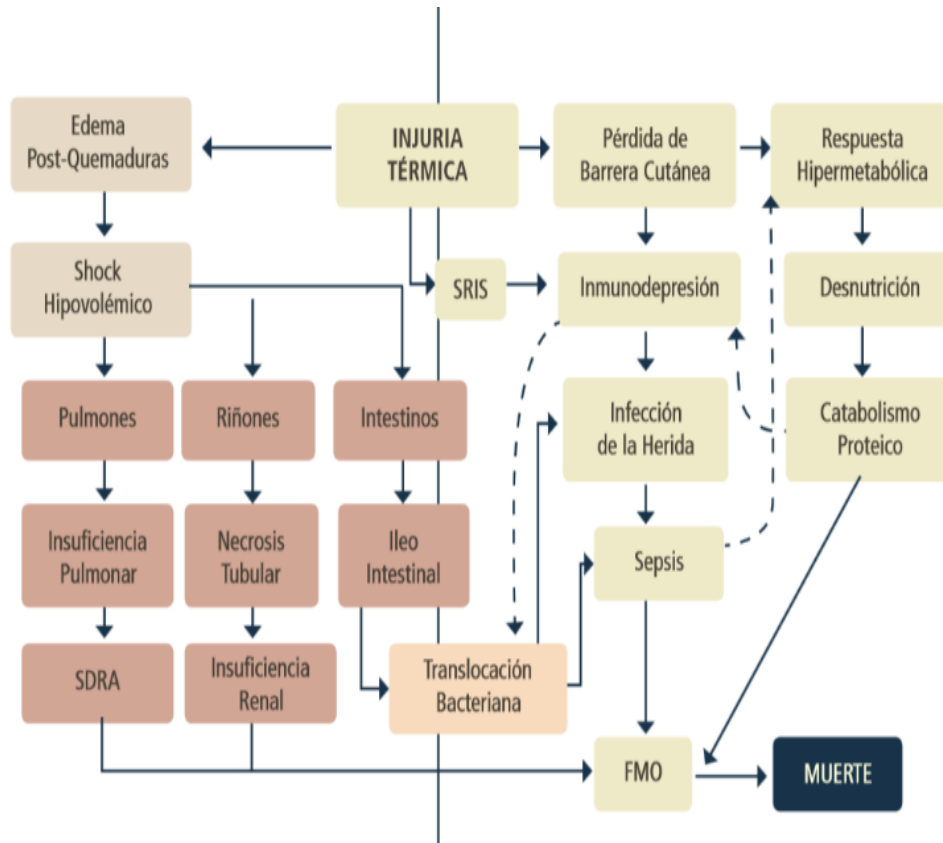 Edema
Post-Quemaduras
INJURIA
TÉRMICA
Pérdida de
Barrera Cutánea
Respuesta
Hipermetabólica
Shock
Hipovolémico
SRIS
Inmunodepresión
Desnutrición
Pulmones
Riñones
Intestinos
Infección
de la Herida
Catabolismo
Proteico
Insuficiencia
Pulmonar
Necrosis
Tubular
Ileo
Intestinal
Sepsis
SDRA
Insuficiencia
Renal
Translocación
Bacteriana
FMO
MUERTE